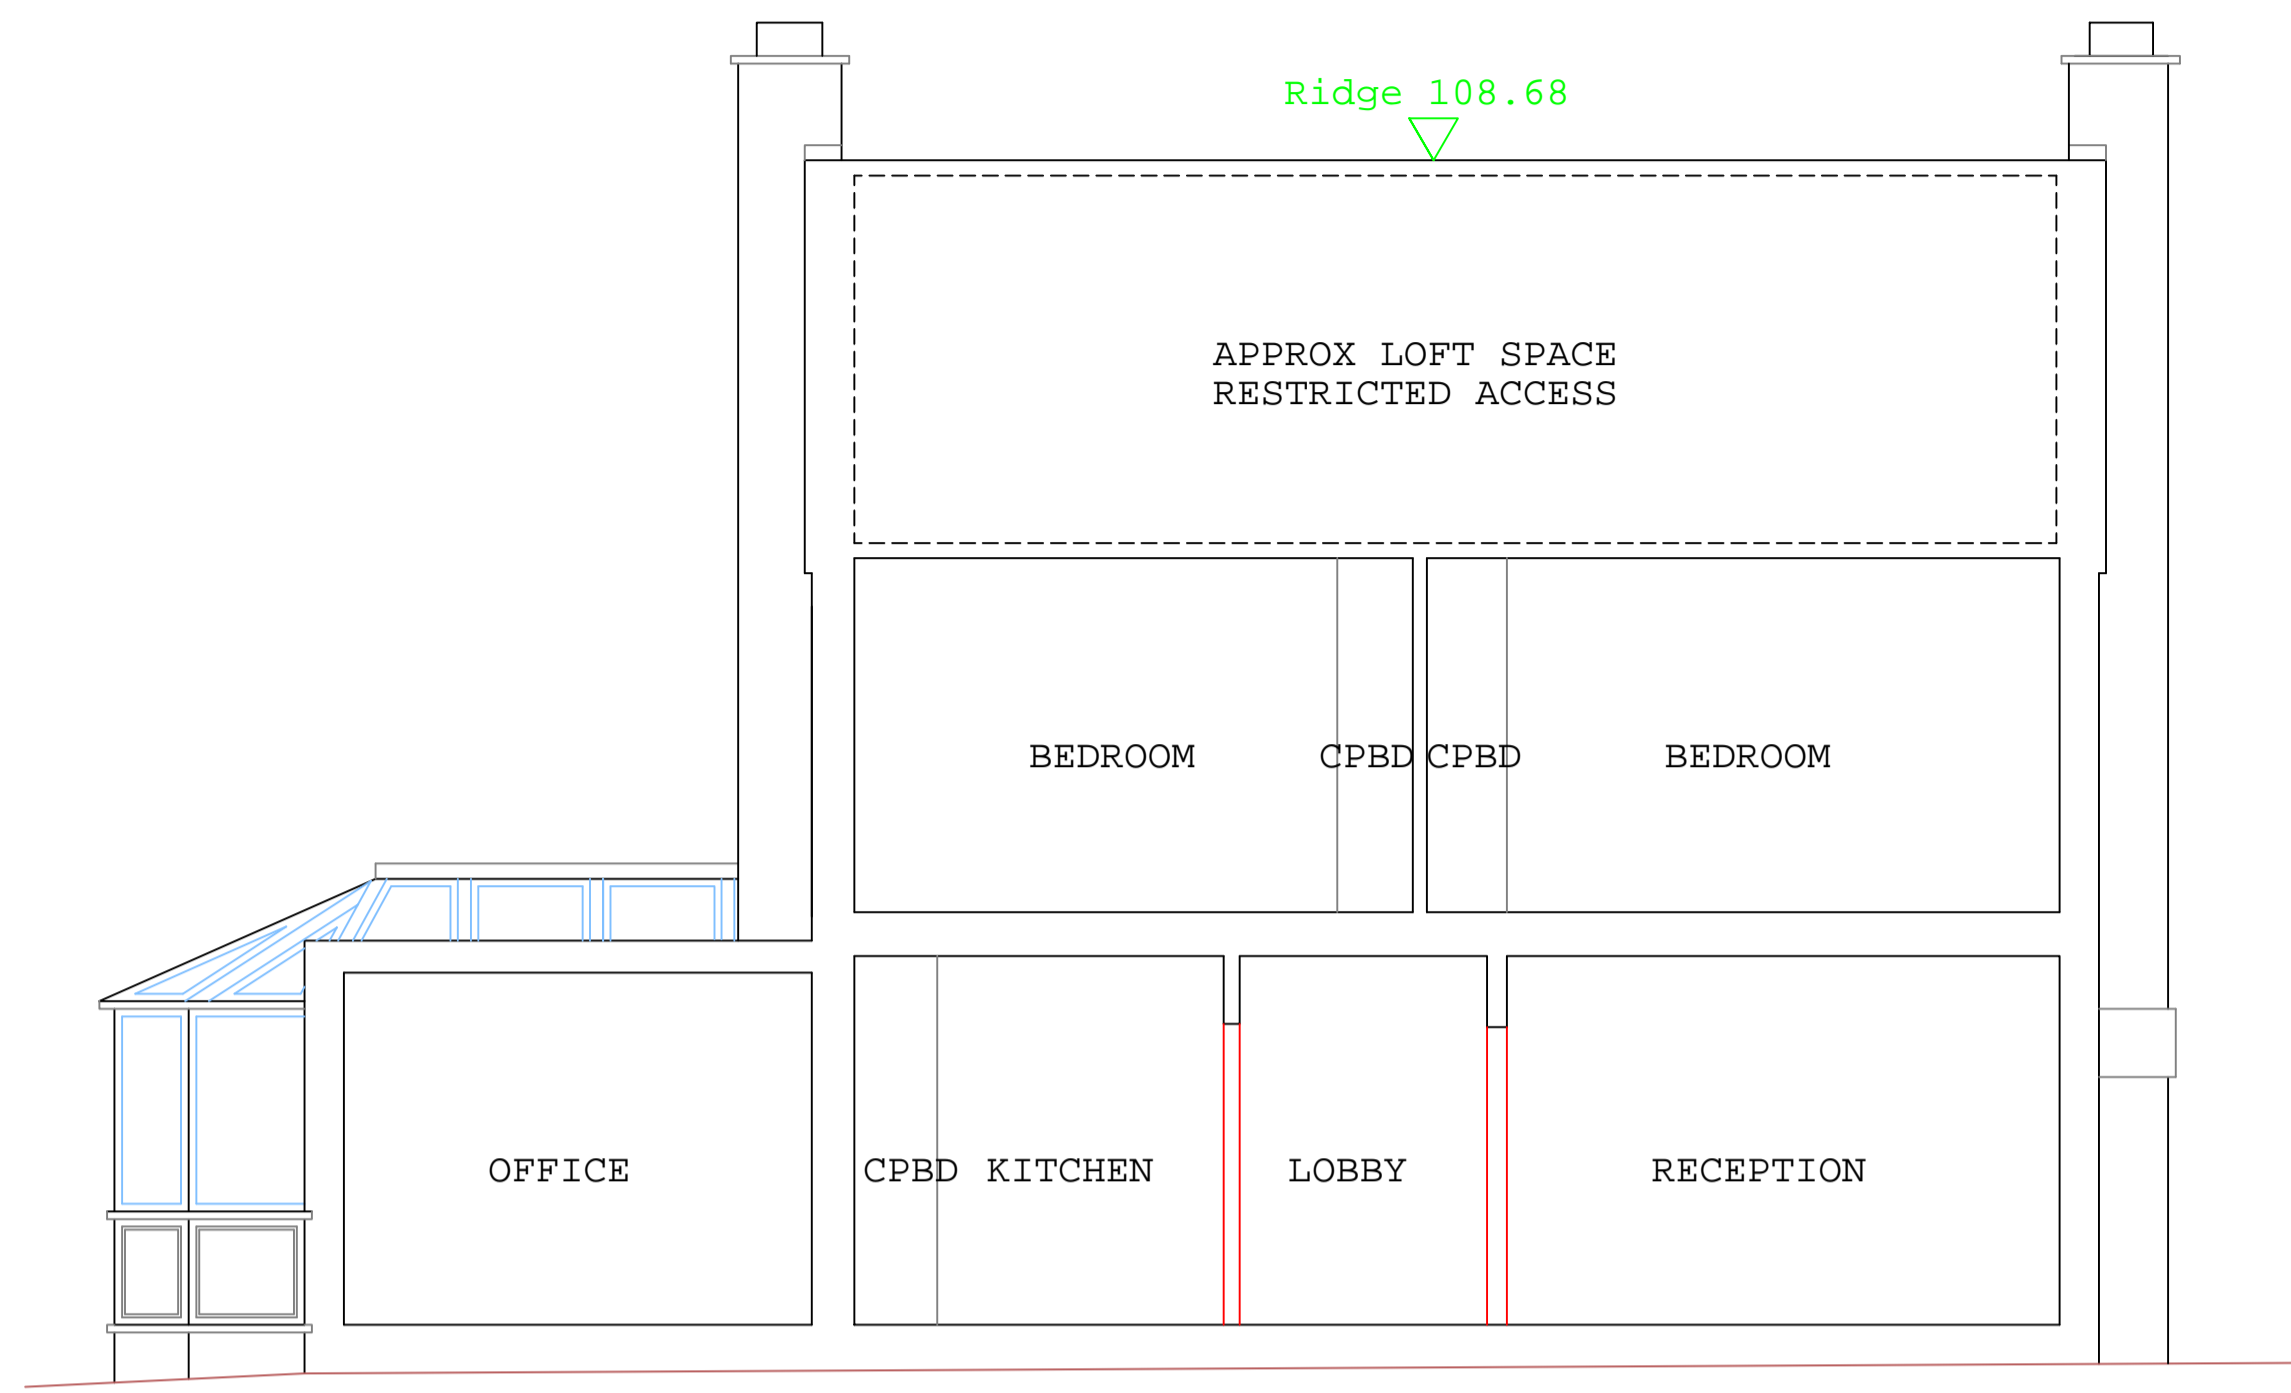 Ridge 108.68
APPROX LOFT SPACE
RESTRICTED ACCESS
BEDROOM CPBD CPBD BEDROOM
OFFICE CPBD KITCHEN LOBBY RECEPTION